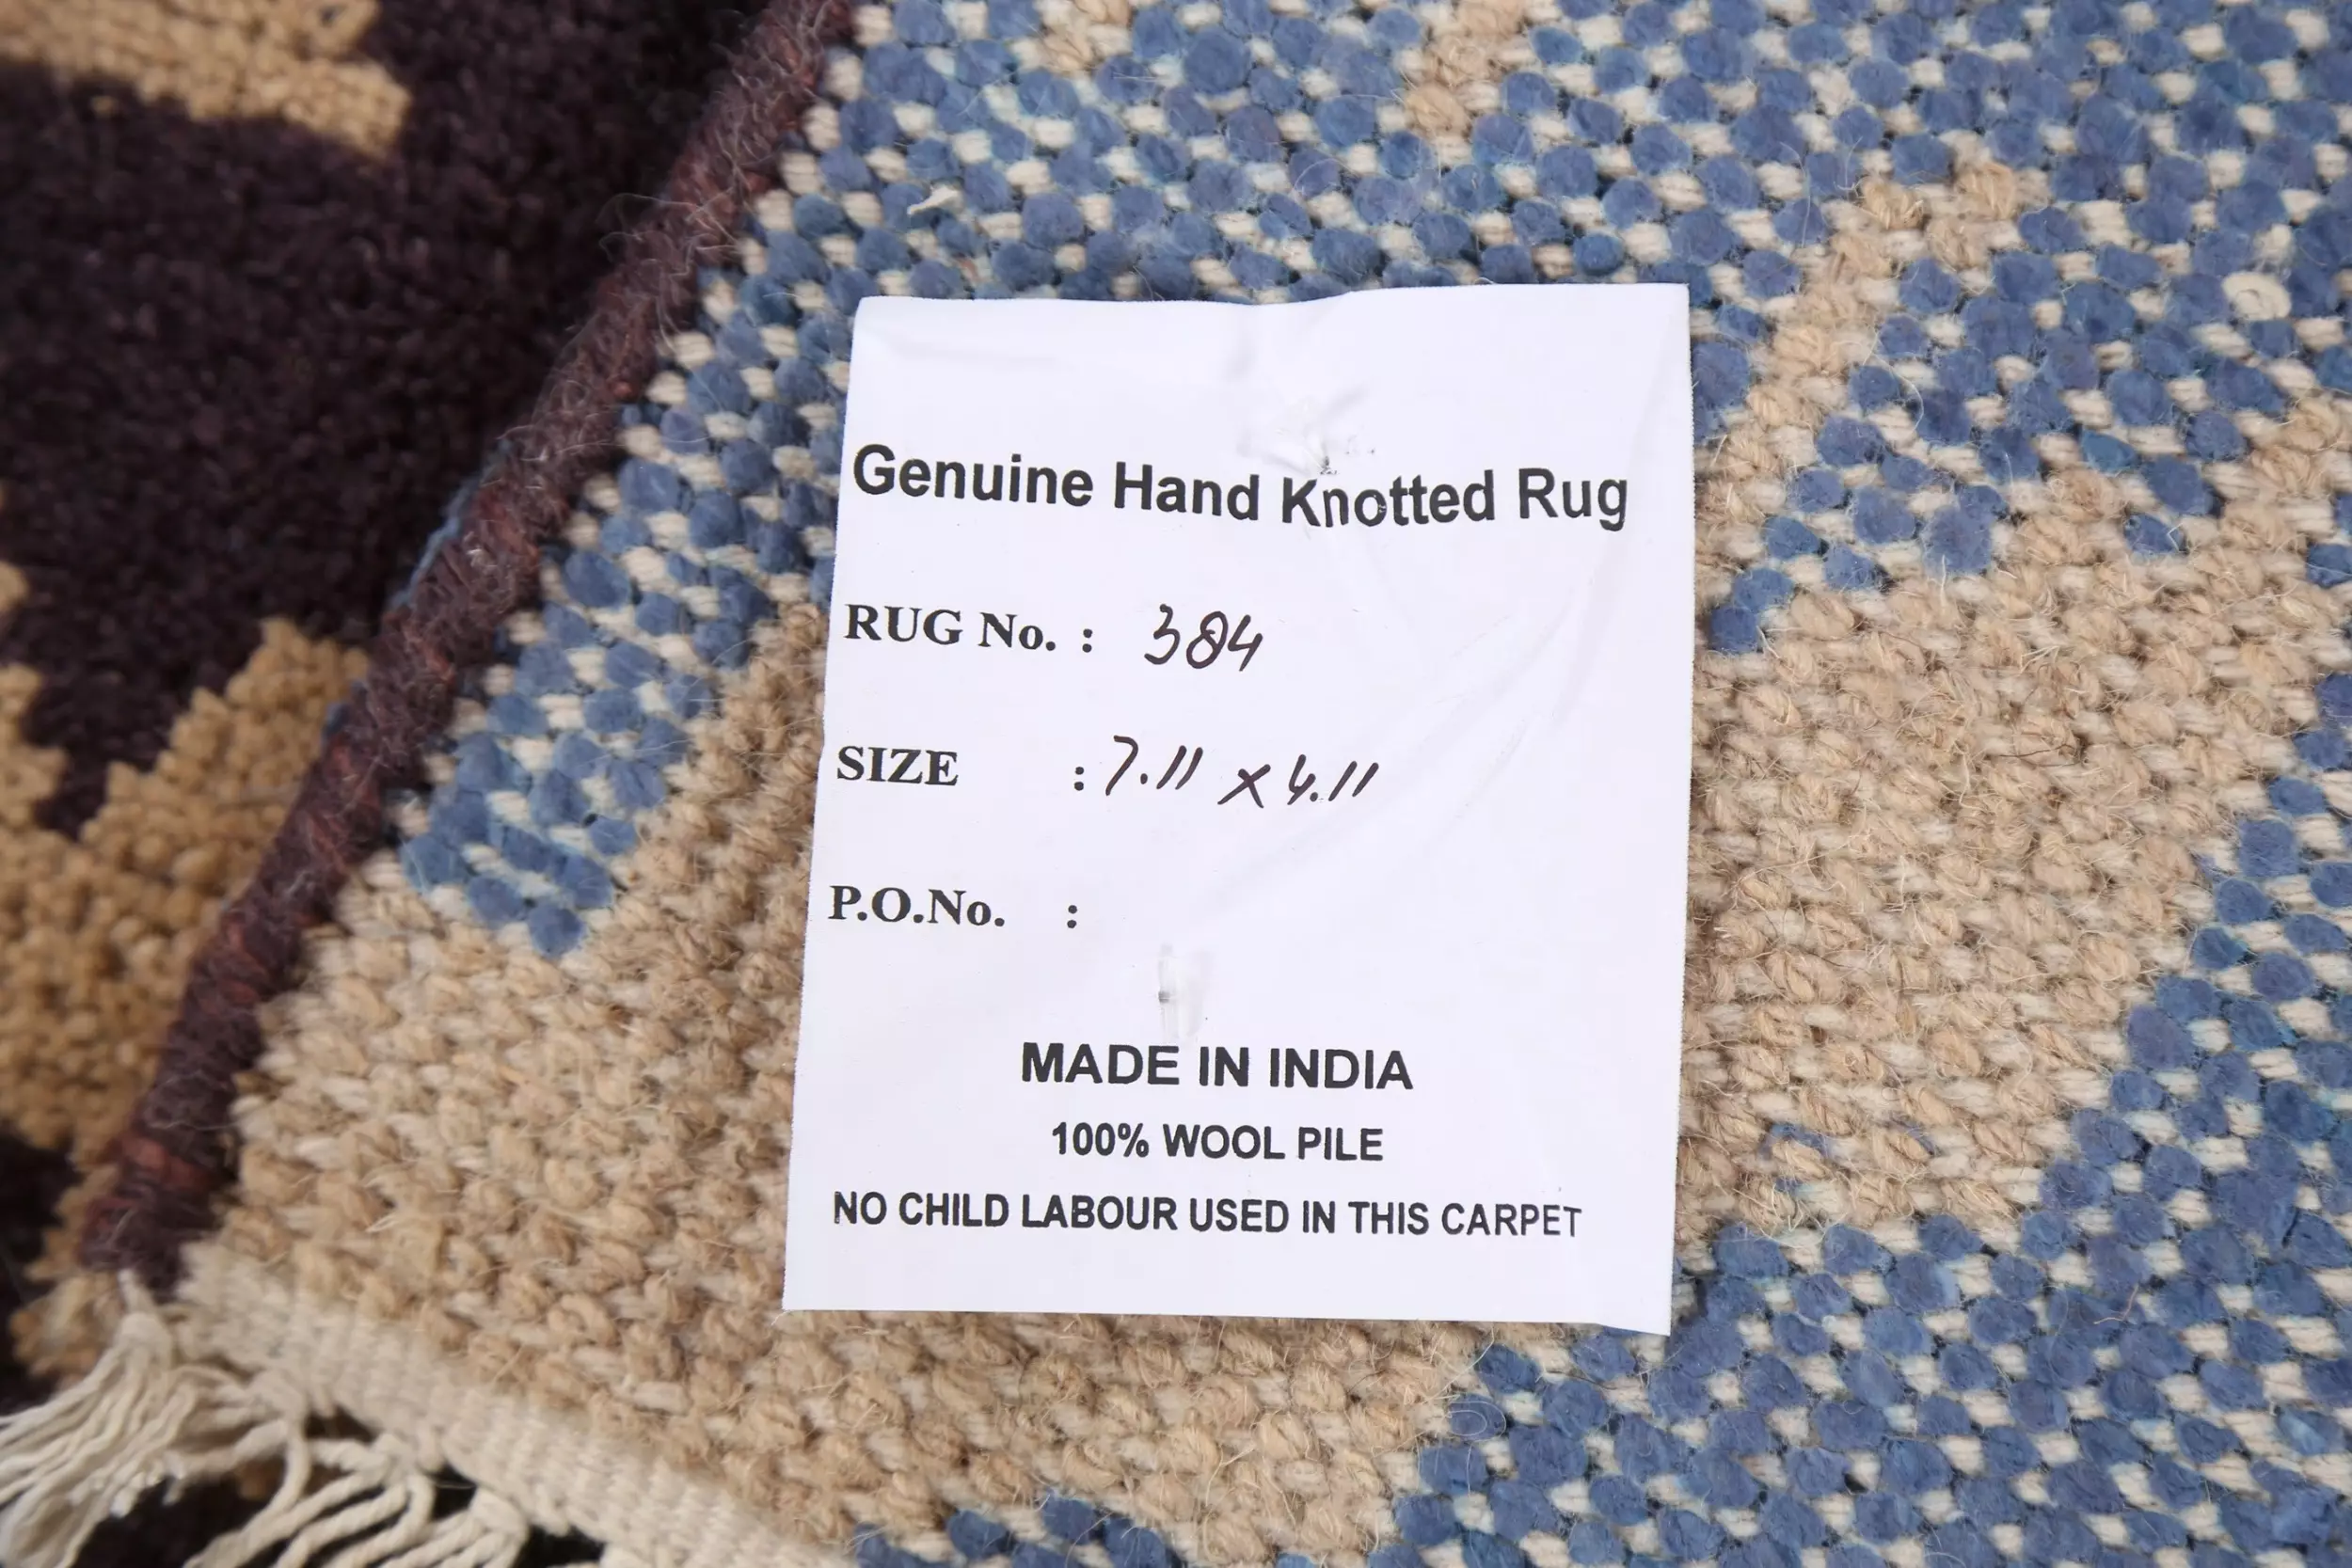 Genuine Hand Knotted Rug
RUG No. : 384
SIZE : 7.11 x 4.11
P.O.No. :
MADE IN INDIA
100% WOOL PILE
NO CHILD LABOUR USED IN THIS CARPET